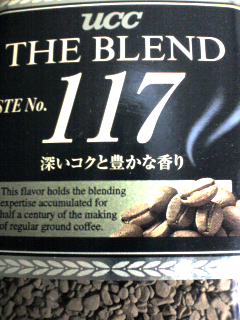 ucc
THE BLEND
STE No. 117
深いコクと豊かな香り
This flavor holds the blending
expertise accumulated for
half a century of the making
of regular ground coffee.